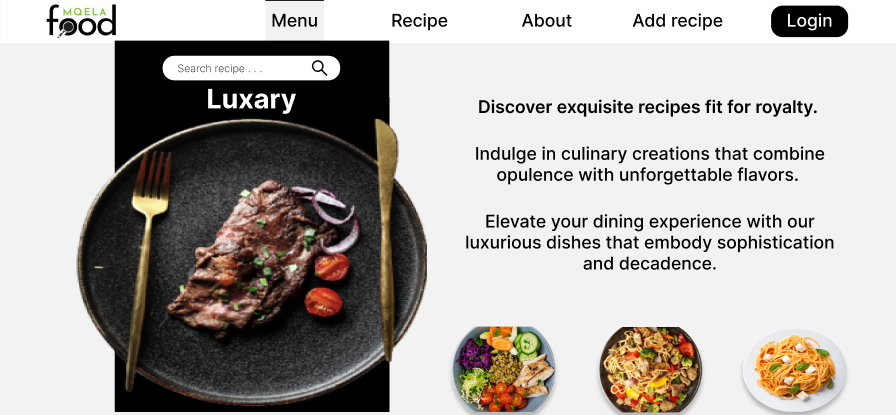 MQELA
food
Menu
Recipe
About
Add recipe
Login
Search recipe . . .
Luxary
Discover exquisite recipes fit for royalty.
Indulge in culinary creations that combine
opulence with unforgettable flavors.
Elevate your dining experience with our
luxurious dishes that embody sophistication
and decadence.